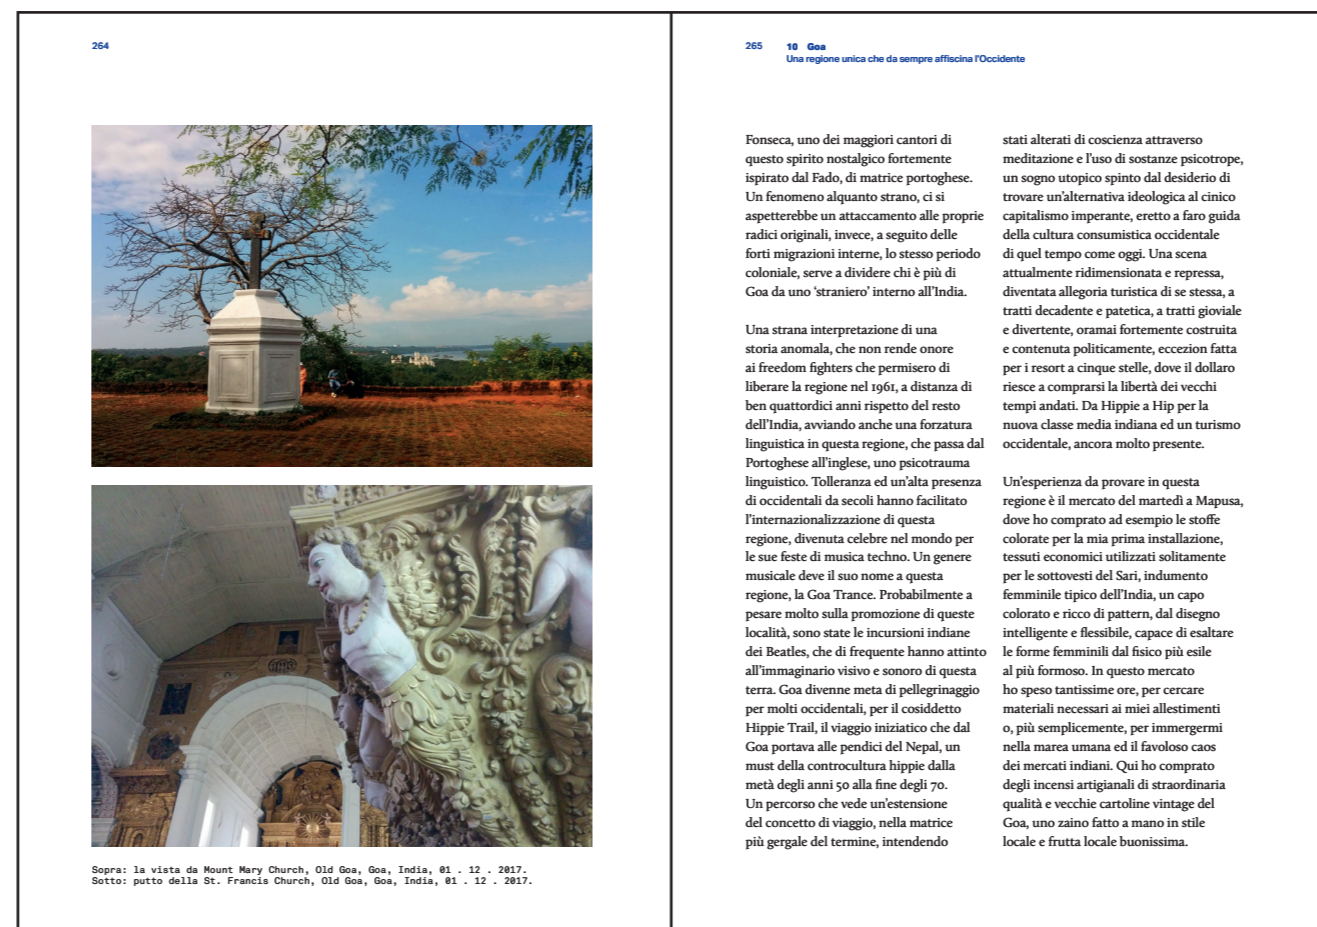 264
Sopra: la vista da Mount Mary Church, Old Goa, Goa, India, 01 . 12 . 2017.
Sotto: putto della St. Francis Church, Old Goa, Goa, India, 01 . 12 . 2017.
265 10 Goa
Una regione unica che da sempre affiscina l'Occidente
Fonseca, uno dei maggiori cantori di
questo spirito nostalgico fortemente
ispirato dal Fado, di matrice portoghese.
Un fenomeno alquanto strano, ci si
aspetterebbe un attaccamento alle proprie
radici originali, invece, a seguito delle
forti migrazioni interne, lo stesso periodo
coloniale, serve a dividere chi è più di
Goa da uno ‘straniero’ interno all’India.
Una strana interpretazione di una
storia anomala, che non rende onore
ai freedom fighters che permisero di
liberare la regione nel 1961, a distanza di
ben quattordici anni rispetto del resto
dell’India, avviando anche una forzatura
linguistica in questa regione, che passa dal
Portoghese all’inglese, uno psicotrauma
linguistico. Tolleranza ed un’alta presenza
di occidentali da secoli hanno facilitato
l’internazionalizzazione di questa
regione, divenuta celebre nel mondo per
le sue feste di musica techno. Un genere
musicale deve il suo nome a questa
regione, la Goa Trance. Probabilmente a
pesare molto sulla promozione di queste
località, sono state le incursioni indiane
dei Beatles, che di frequente hanno attinto
all’immaginario visivo e sonoro di questa
terra. Goa divenne meta di pellegrinaggio
per molti occidentali, per il cosiddetto
Hippie Trail, il viaggio iniziatico che dal
Goa portava alle pendici del Nepal, un
must della controcultura hippie dalla
metà degli anni 50 alla fine degli 70.
Un percorso che vede un’estensione
del concetto di viaggio, nella matrice
più gergale del termine, intendendo
stati alterati di coscienza attraverso
meditazione e l’uso di sostanze psicotrope,
un sogno utopico spinto dal desiderio di
trovare un’alternativa ideologica al cinico
capitalismo imperante, eretto a faro guida
della cultura consumistica occidentale
di quel tempo come oggi. Una scena
attualmente ridimensionata e repressa,
diventata allegoria turistica di se stessa, a
tratti decadente e patetica, a tratti gioviale
e divertente, oramai fortemente costruita
e contenuta politicamente, eccezion fatta
per i resort a cinque stelle, dove il dollaro
riesce a comprarsi la libertà dei vecchi
tempi andati. Da Hippie a Hip per la
nuova classe media indiana ed un turismo
occidentale, ancora molto presente.
Un’esperienza da provare in questa
regione è il mercato del martedì a Mapusa,
dove ho comprato ad esempio le stoffe
colorate per la mia prima installazione,
tessuti economici utilizzati solitamente
per le sottovesti del Sari, indumento
femminile tipico dell’India, un capo
colorato e ricco di pattern, dal disegno
intelligente e flessibile, capace di esaltare
le forme femminili dal fisico più esile
al più formoso. In questo mercato
ho speso tantissime ore, per cercare
materiali necessari ai miei allestimenti
o, più semplicemente, per immergermi
nella marea umana ed il favoloso caos
dei mercati indiani. Qui ho comprato
degli incensi artigianali di straordinaria
qualità e vecchie cartoline vintage del
Goa, uno zaino fatto a mano in stile
locale e frutta locale buonissima.